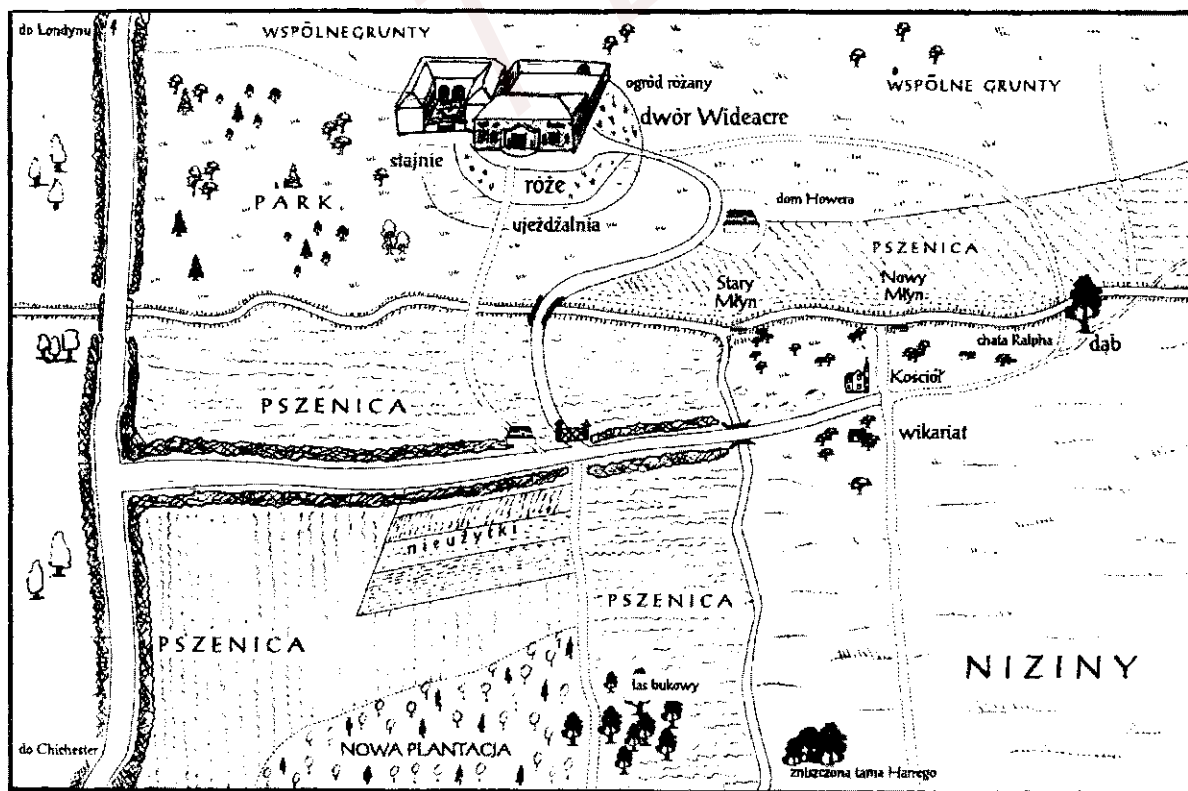 do Londynu
WSPÓLNE GRUNTY
ogród różany
WSPÓLNE GRUNTY
dwór Wideacre
stajnie
róże
PARK
dom Howera
ujeżdżalnia
PSZENICA
Stary
Młyn
Nowy
Młyn
chata Ralpha
dąb
Kościół
PSZENICA
wikariat
nieużytki
PSZENICA
PSZENICA
NIZINY
las bukowy
do Chichester
NOWA PLANTACJA
zniszczona tama Harrego